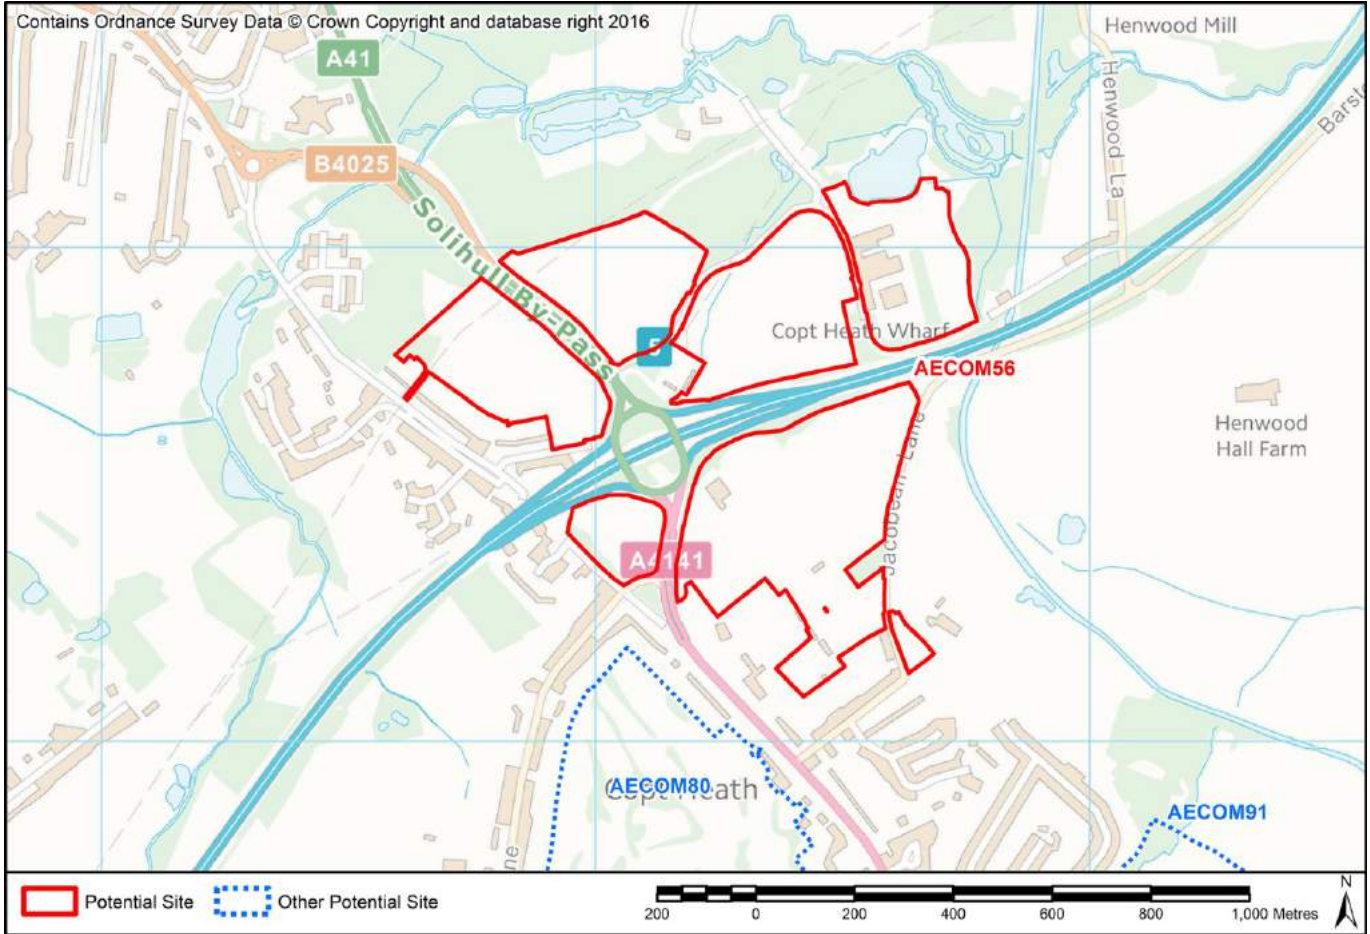 Contains Ordnance Survey Data © Crown Copyright and database right 2016
Henwood Mill
A41
Henwood La
B4025
Solihull-By-Pass
5
Copt Heath Wharf
AECOM56
Henwood
Hall Farm
Jacobean Lane
A4141
AECOM80
Copt Heath
AECOM91
Potential Site
Other Potential Site
200
0
200
400
600
800
1,000 Metres
N